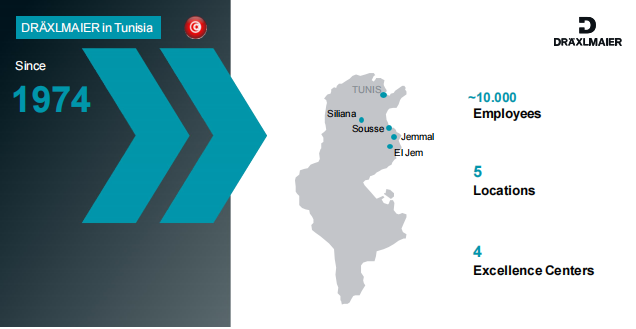 DRÄXLMAIER in Tunisia
DRÄXLMAIER
Since
1974
TUNIS
Siliana
Sousse
Jemmal
El Jem
~10.000
Employees
5
Locations
4
Excellence Centers